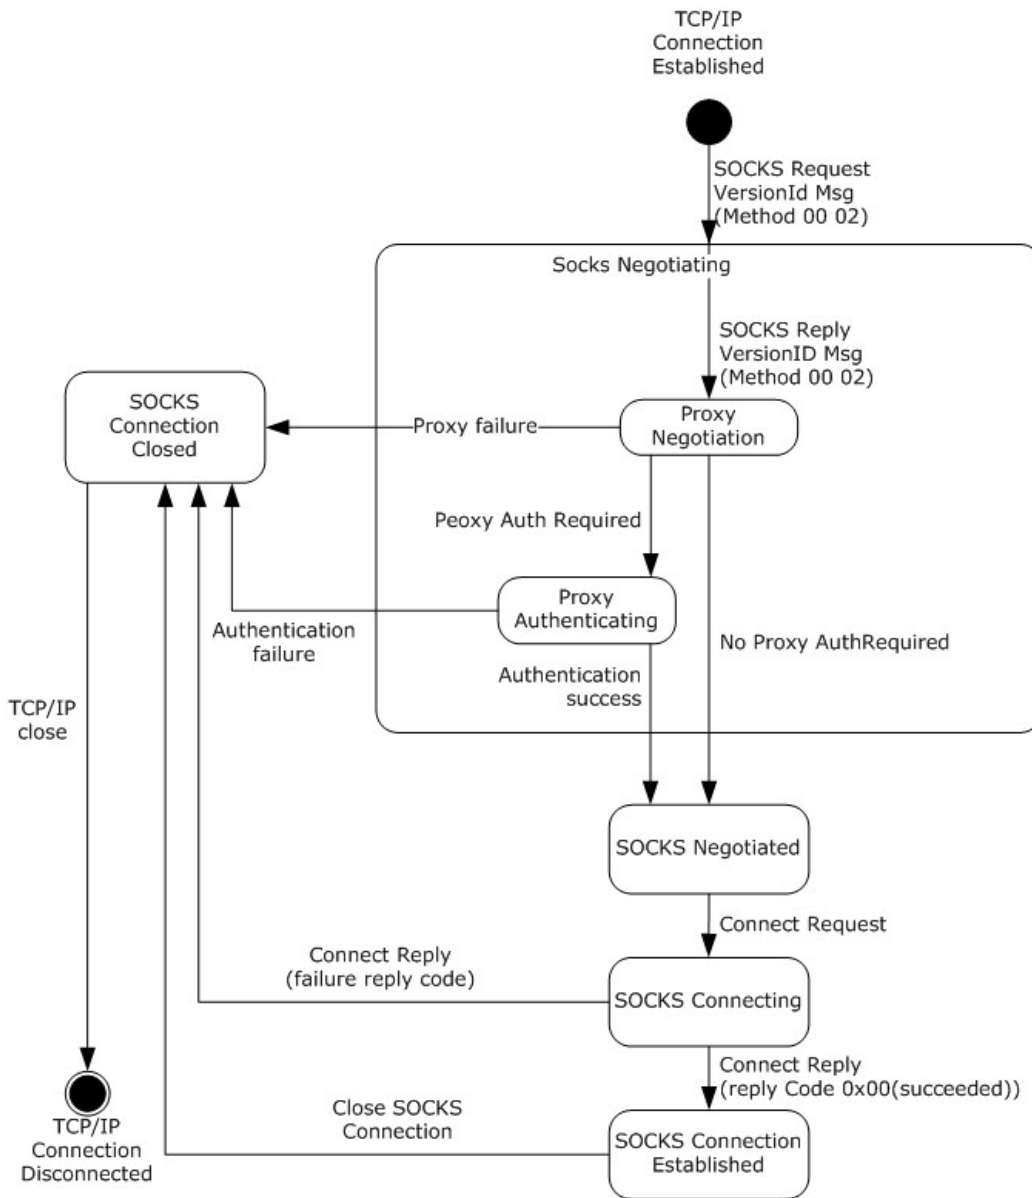 TCP/IP
Connection
Established
SOCKS Request
VersionId Msg
(Method 00 02)
Socks Negotiating
SOCKS Reply
VersionID Msg
(Method 00 02)
SOCKS
Connection
Closed
Proxy failure
Proxy
Negotiation
Peoxy Auth Required
Proxy
Authenticating
Authentication
failure
No Proxy AuthRequired
Authentication
success
TCP/IP
close
SOCKS Negotiated
Connect Request
Connect Reply
(failure reply code)
SOCKS Connecting
Connect Reply
(reply Code 0x00(succeeded))
Close SOCKS
Connection
SOCKS Connection
Established
TCP/IP
Connection
Disconnected